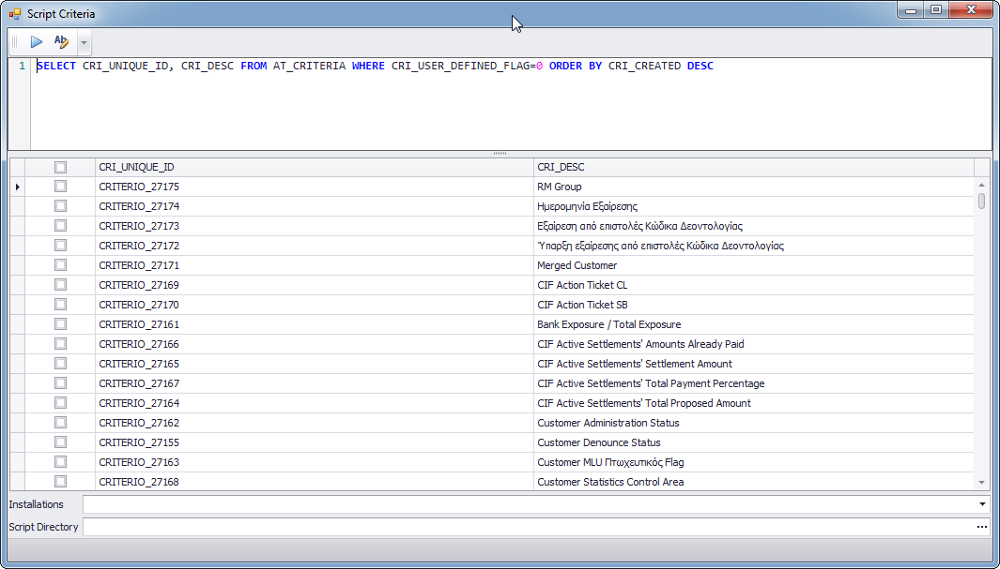 Script Criteria
Ab
1 SELECT CRI_UNIQUE_ID, CRI_DESC FROM AT_CRITERIA WHERE CRI_USER_DEFINED_FLAG=0 ORDER BY CRI_CREATED DESC
CRI_UNIQUE_ID CRI_DESC
CRITERIO_27175 RM Group
CRITERIO_27174 Ημερομηνία Εξαίρεσης
CRITERIO_27173 Εξαίρεση από επιστολές Κώδικα Δεοντολογίας
CRITERIO_27172 Ύπαρξη εξαίρεσης από επιστολές Κώδικα Δεοντολογίας
CRITERIO_27171 Merged Customer
CRITERIO_27169 CIF Action Ticket CL
CRITERIO_27170 CIF Action Ticket SB
CRITERIO_27161 Bank Exposure / Total Exposure
CRITERIO_27166 CIF Active Settlements' Amounts Already Paid
CRITERIO_27165 CIF Active Settlements' Settlement Amount
CRITERIO_27167 CIF Active Settlements' Total Payment Percentage
CRITERIO_27164 CIF Active Settlements' Total Proposed Amount
CRITERIO_27162 Customer Administration Status
CRITERIO_27155 Customer Denounce Status
CRITERIO_27163 Customer MLU Πτωχευτικός Flag
CRITERIO_27168 Customer Statistics Control Area
Installations
Script Directory